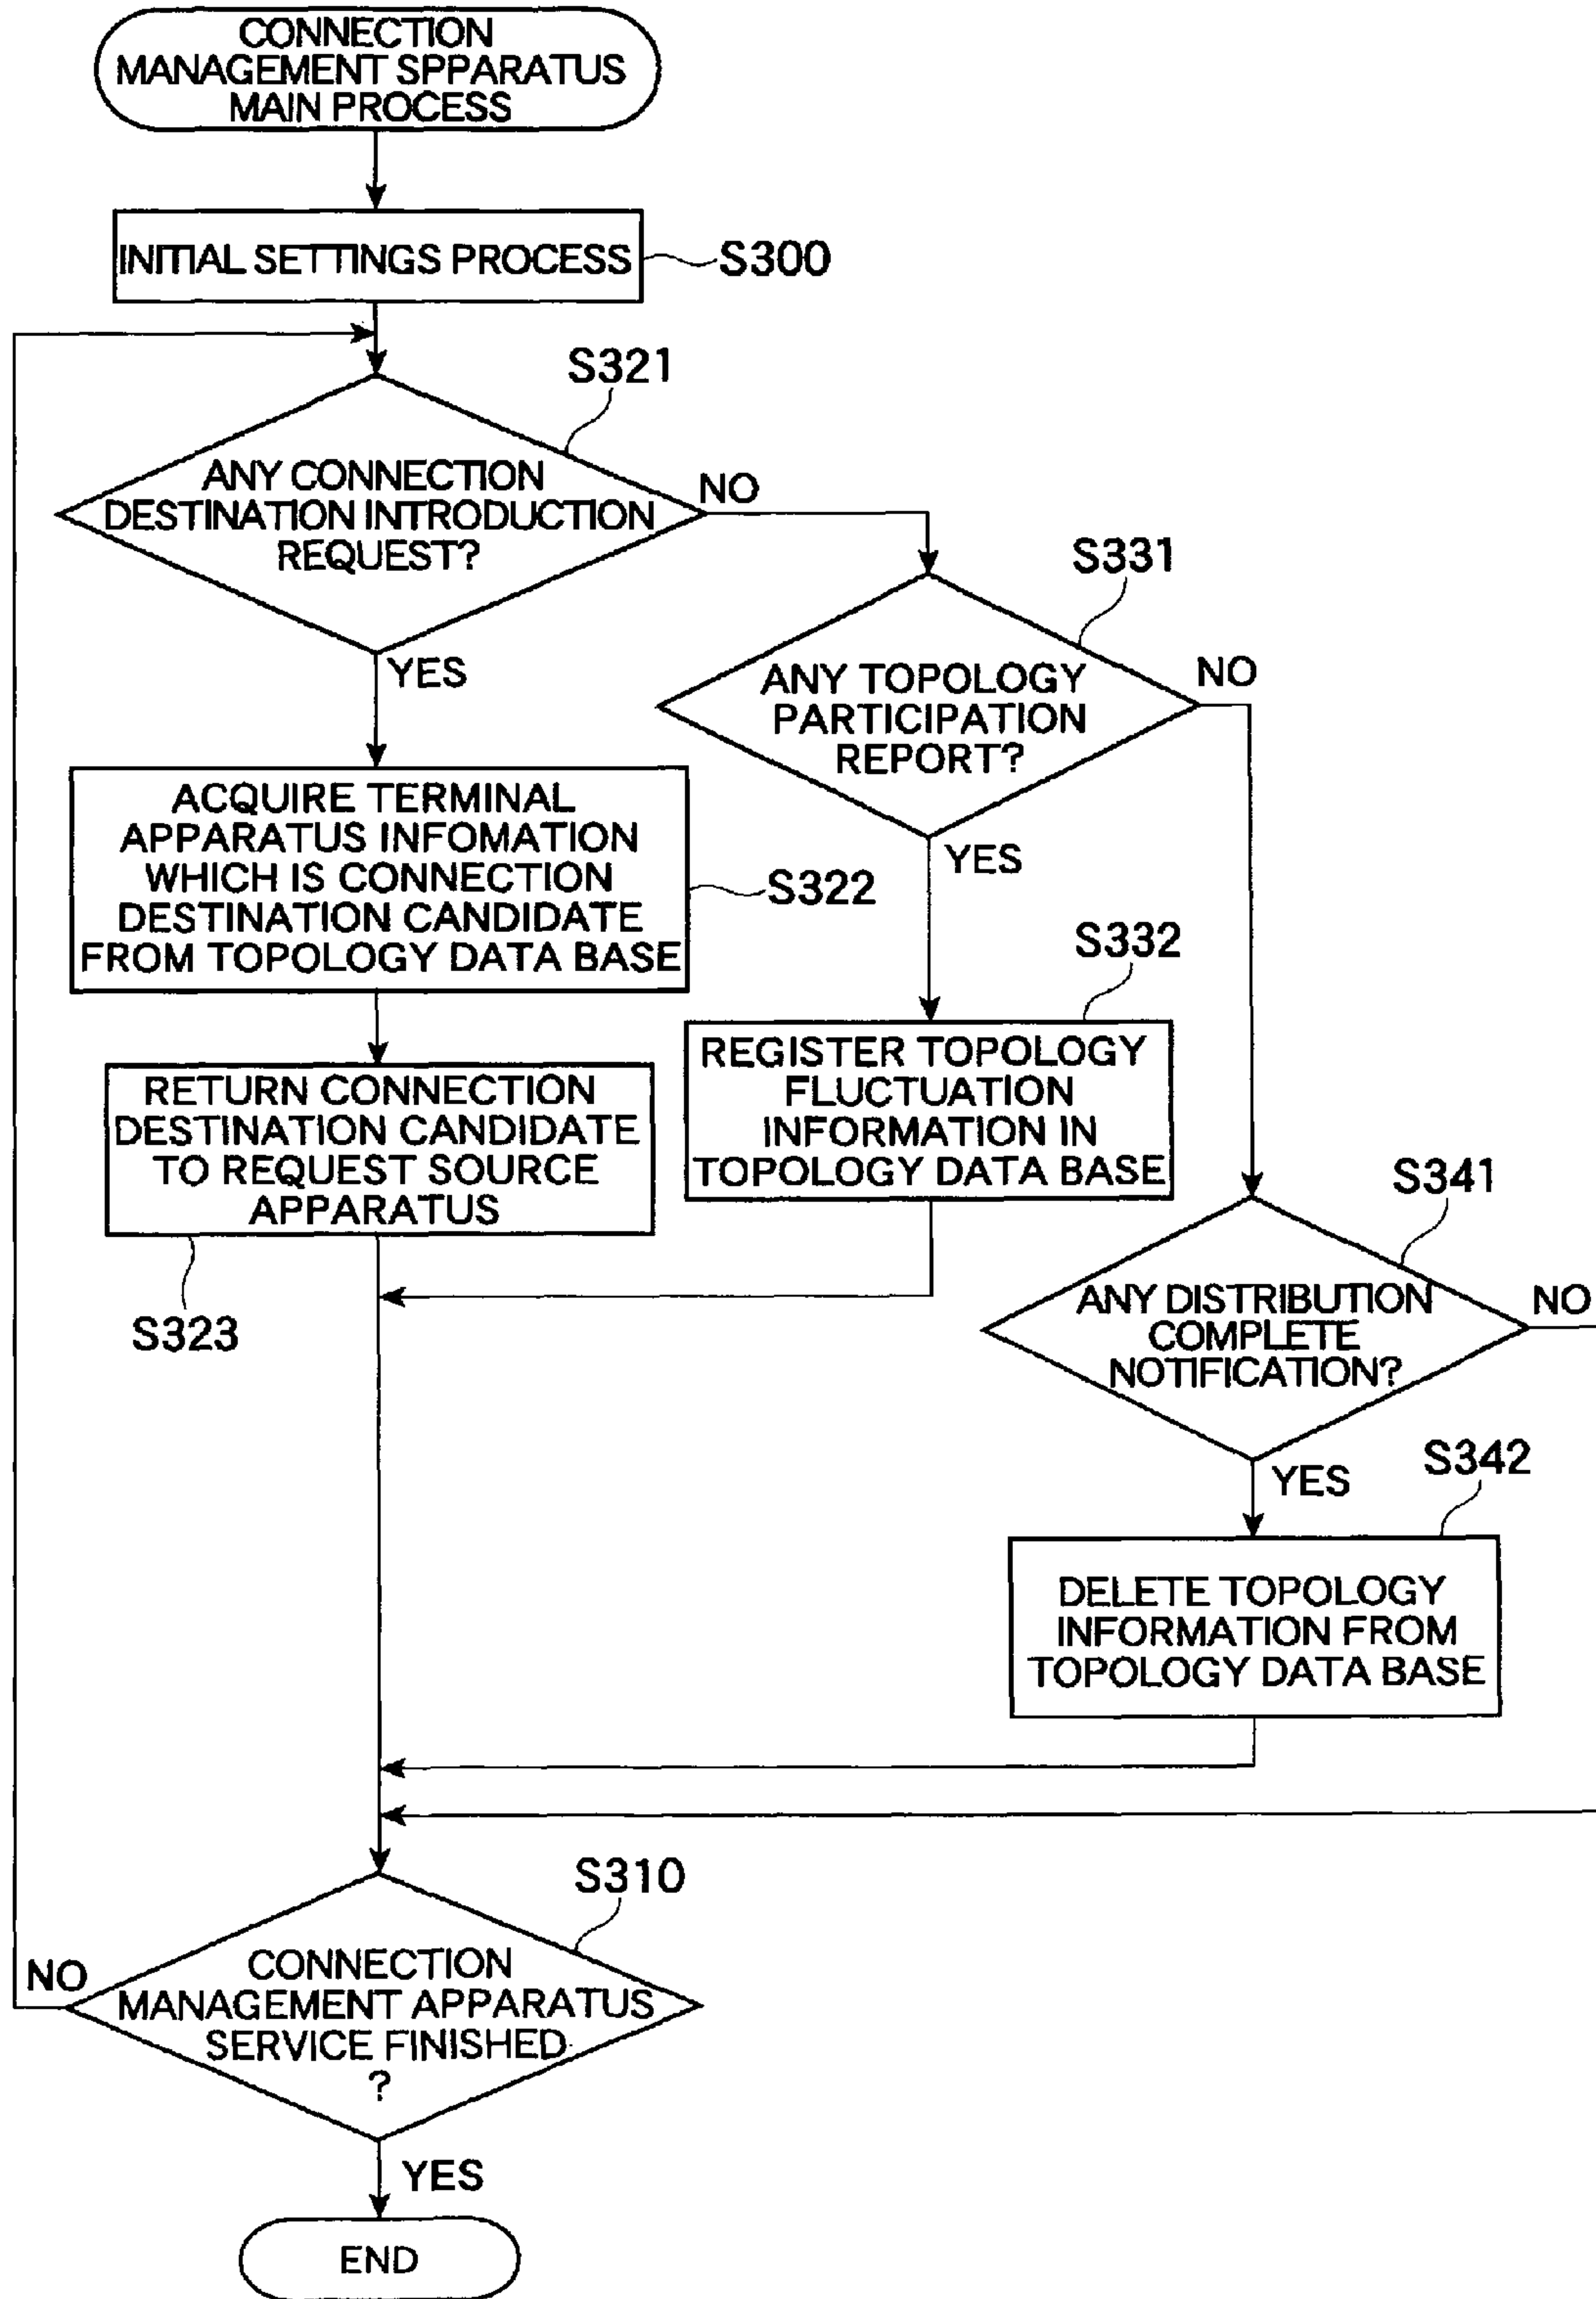 CONNECTION
MANAGEMENT SPPARATUS
MAIN PROCESS
INITIAL SETTINGS PROCESS
S300
S321
ANY CONNECTION
DESTINATION INTRODUCTION
REQUEST?
NO
YES
S331
ANY TOPOLOGY
PARTICIPATION
REPORT?
NO
YES
ACQUIRE TERMINAL
APPARATUS INFOMATION
WHICH IS CONNECTION
DESTINATION CANDIDATE
FROM TOPOLOGY DATA BASE
S322
S332
REGISTER TOPOLOGY
FLUCTUATION
INFORMATION IN
TOPOLOGY DATA BASE
RETURN CONNECTION
DESTINATION CANDIDATE
TO REQUEST SOURCE
APPARATUS
S323
S341
ANY DISTRIBUTION
COMPLETE
NOTIFICATION?
NO
YES
S342
DELETE TOPOLOGY
INFORMATION FROM
TOPOLOGY DATA BASE
S310
CONNECTION
MANAGEMENT APPARATUS
SERVICE FINISHED
?
NO
YES
END